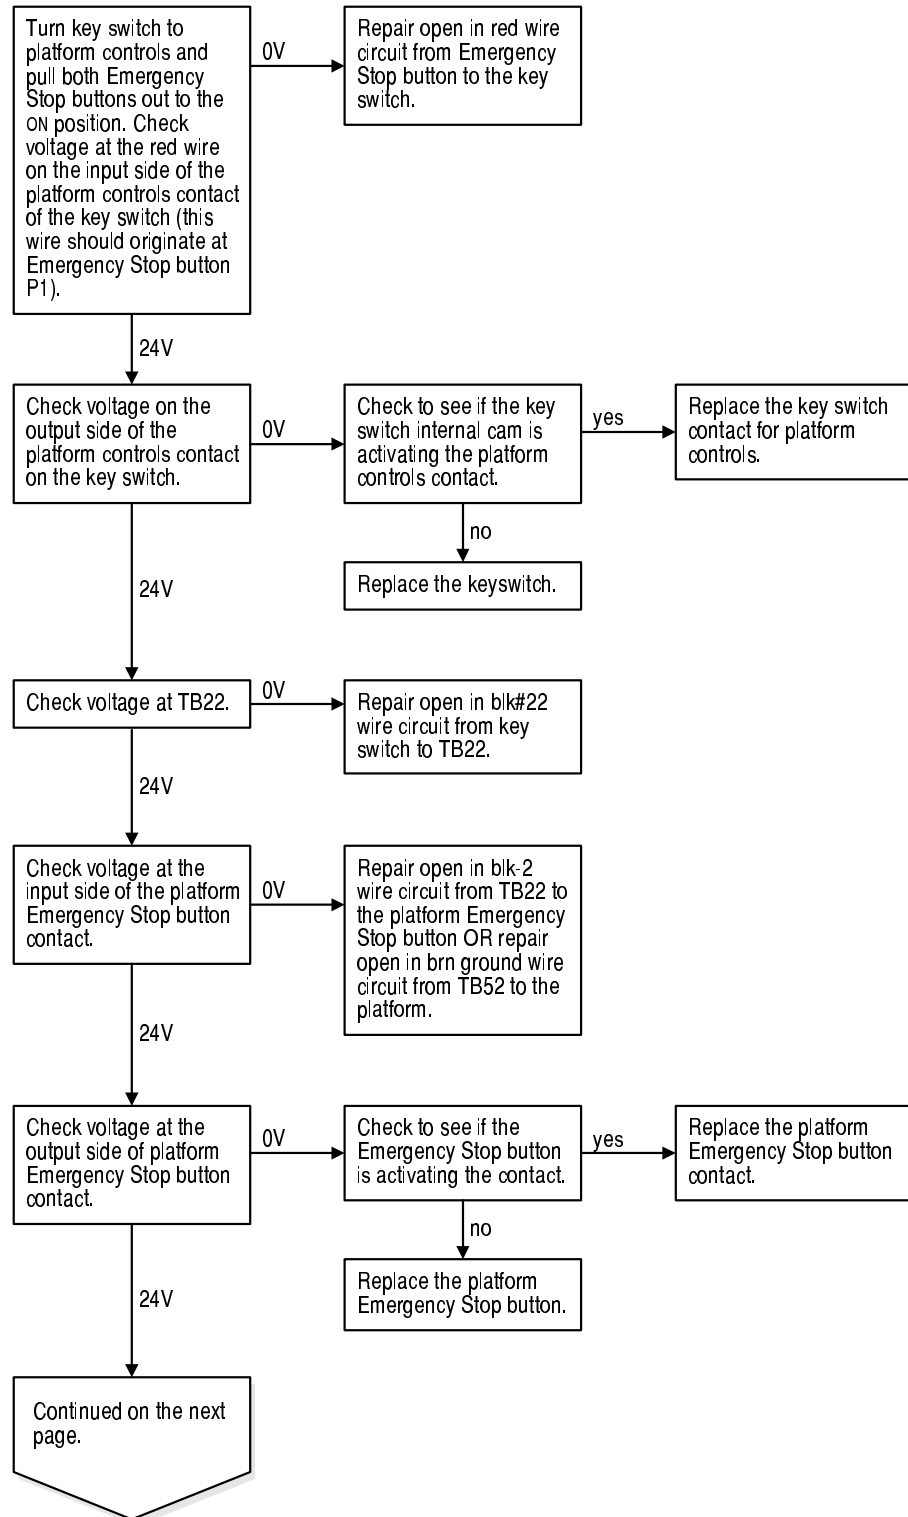 Turn key switch to
platform controls and
pull both Emergency
Stop buttons out to the
ON position. Check
voltage at the red wire
on the input side of the
platform controls contact
of the key switch (this
wire should originate at
Emergency Stop button
P1).
0V
Repair open in red wire
circuit from Emergency
Stop button to the key
switch.
24V
Check voltage on the
output side of the
platform controls contact
on the key switch.
0V
Check to see if the key
switch internal cam is
activating the platform
controls contact.
yes
Replace the key switch
contact for platform
controls.
no
Replace the keyswitch.
24V
Check voltage at TB22.
0V
Repair open in blk#22
wire circuit from key
switch to TB22.
24V
Check voltage at the
input side of the platform
Emergency Stop button
contact.
0V
Repair open in blk-2
wire circuit from TB22 to
the platform Emergency
Stop button OR repair
open in brn ground wire
circuit from TB52 to the
platform.
24V
Check voltage at the
output side of platform
Emergency Stop button
contact.
0V
Check to see if the
Emergency Stop button
is activating the contact.
yes
Replace the platform
Emergency Stop button
contact.
no
Replace the platform
Emergency Stop button.
24V
Continued on the next
page.